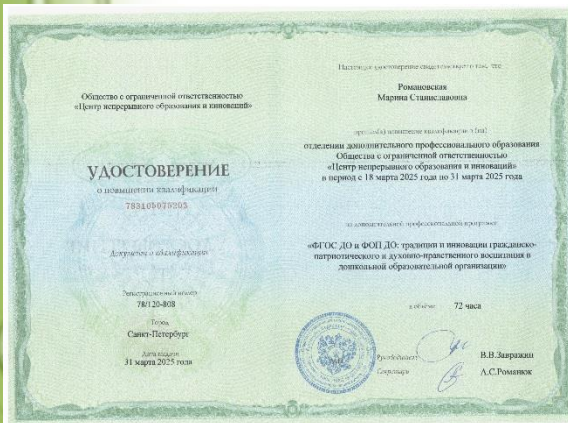 Общество с ограниченной ответственностью
«Центр непрерывного образования и инноваций»
УДОСТОВЕРЕНИЕ
о повышении квалификации
783103075203
Документ о квалификации
Регистрационный номер
78/120-808
Город
Санкт-Петербург
Дата выдачи
31 марта 2025 года
Настоящее удостоверение свидетельствует о том, что
Романовская
Марина Станиславовна
прошёл(а) повышение квалификации в (на)
отделении дополнительного профессионального образования
Общества с ограниченной ответственностью
«Центр непрерывного образования и инноваций»
в период с 18 марта 2025 года по 31 марта 2025 года
по дополнительной профессиональной программе
«ФГОС ДО и ФОП ДО: традиции и инновации гражданско-
патриотического и духовно-нравственного воспитания в
дошкольной образовательной организации»
в объёме 72 часа
Руководитель В.В.Завражин
Секретарь А.С.Романюк